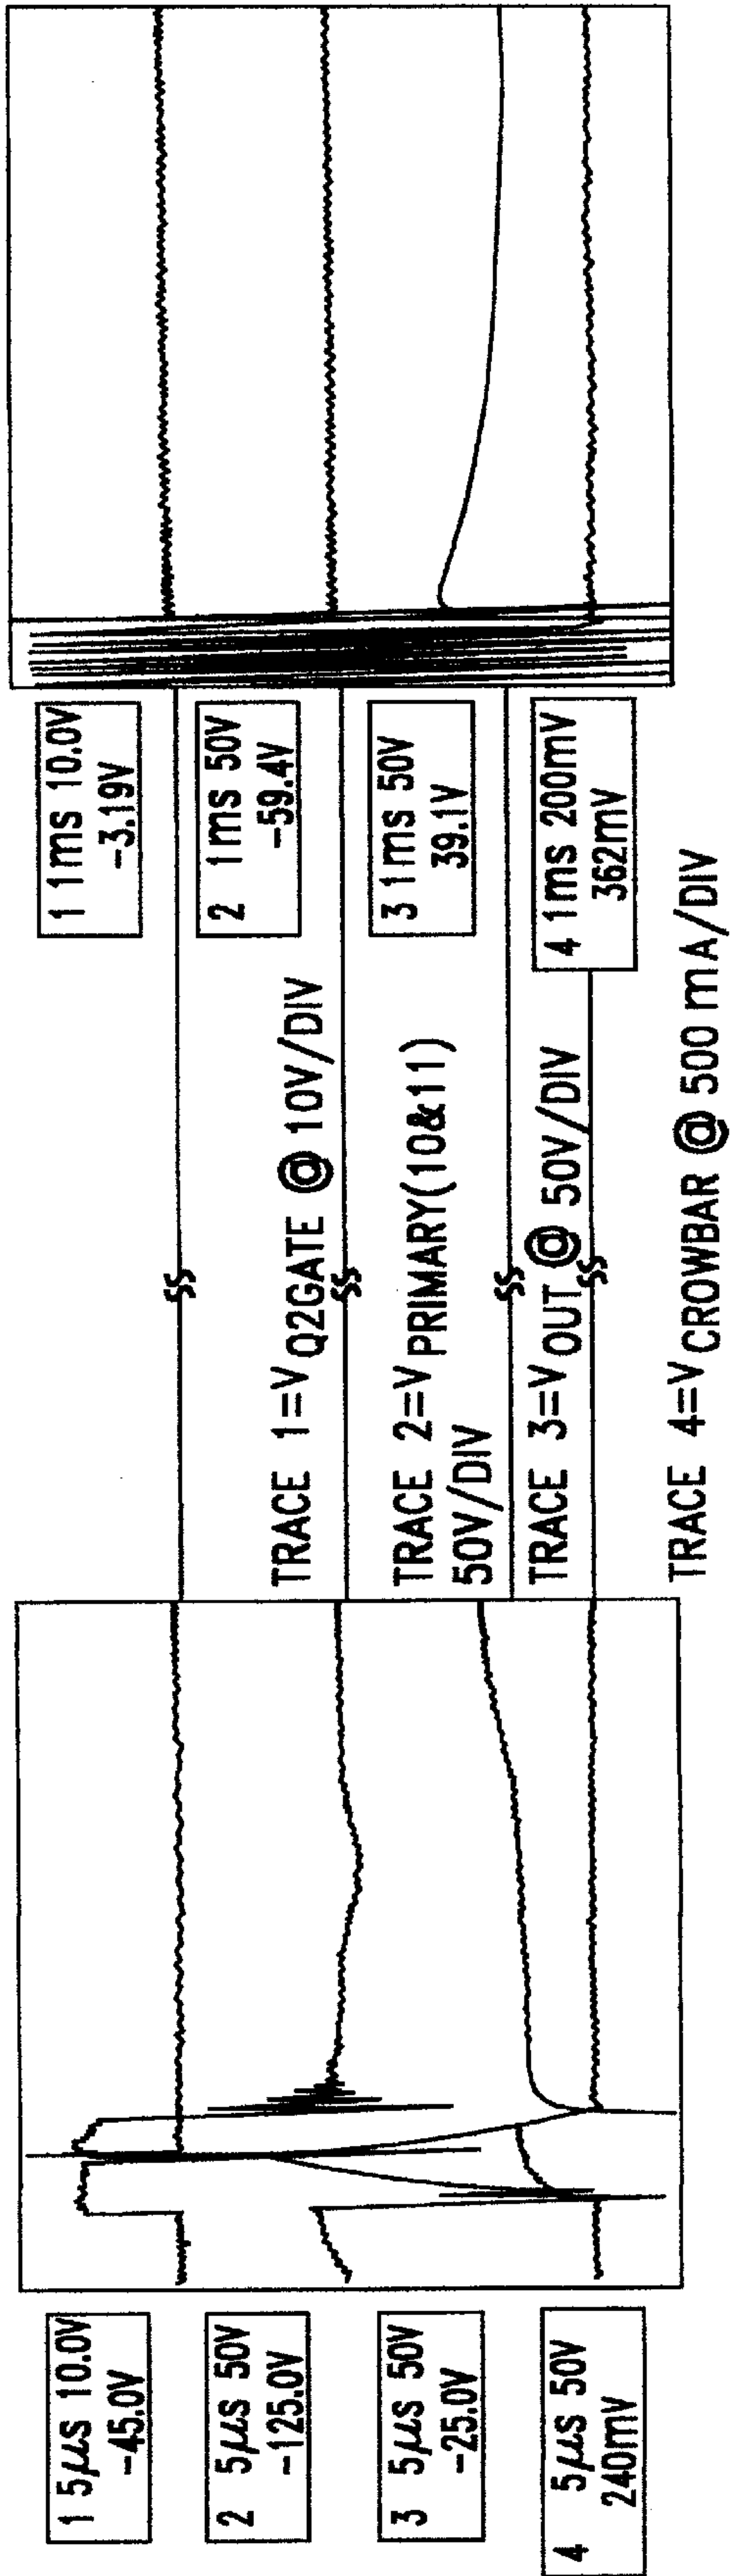 1 5μs 10.0V
-45.0V
2 5μs 50V
-125.0V
3 5μs 50V
-25.0V
4 5μs 50V
240mV
TRACE 1=VQ2GATE @ 10V/DIV
TRACE 2=VPRIMARY(10&11)
50V/DIV
TRACE 3=VOUT @ 50V/DIV
TRACE 4=VCROWBAR @ 500 mA/DIV
1 1ms 10.0V
-3.19V
2 1ms 50V
-59.4V
3 1ms 50V
39.1V
4 1ms 200mV
362mV